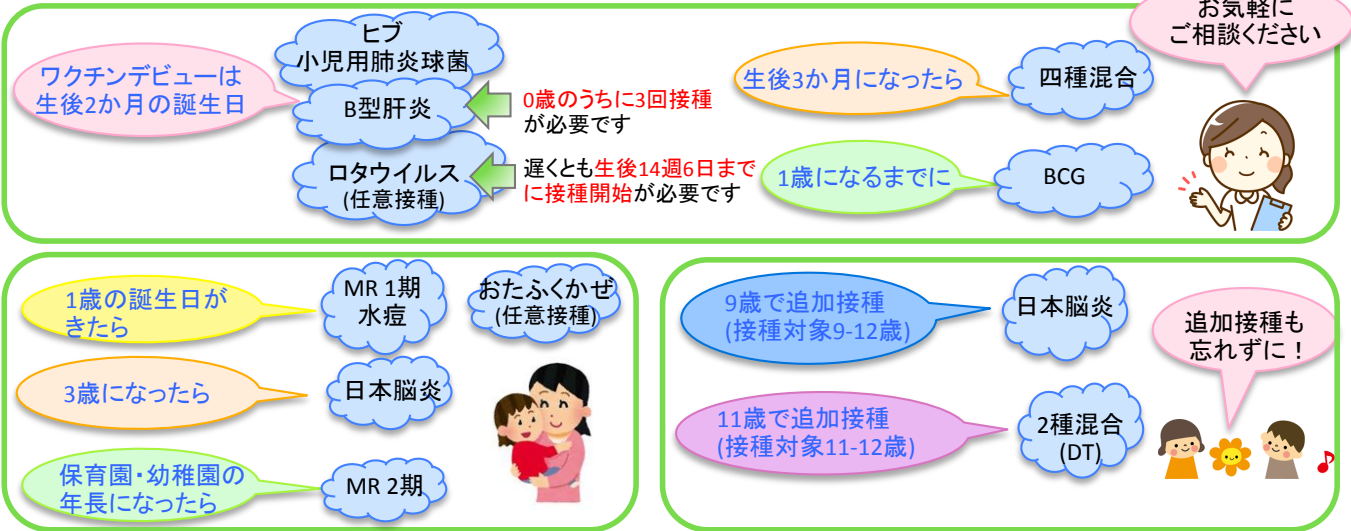 お気軽に
ご相談ください
ワクチンデビューは
生後2か月の誕生日
ヒブ
小児用肺炎球菌
B型肝炎
0歳のうちに3回接種
が必要です
ロタウイルス
(任意接種)
遅くとも生後14週6日まで
に接種開始が必要です
生後3か月になったら
四種混合
1歳になるまでに
BCG
1歳の誕生日が
きたら
MR 1期
水痘
おたふくかぜ
(任意接種)
3歳になったら
日本脳炎
保育園・幼稚園の
年長になったら
MR 2期
9歳で追加接種
(接種対象9-12歳)
日本脳炎
追加接種も
忘れずに！
11歳で追加接種
(接種対象11-12歳)
2種混合
(DT)